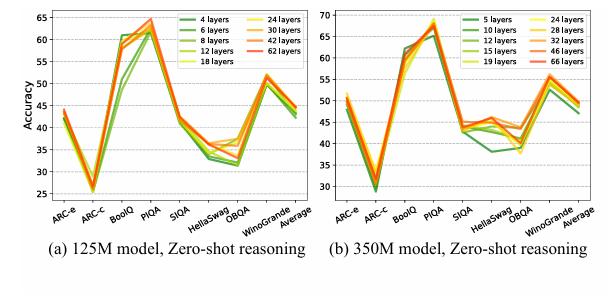 65
60
55
50
45
40
35
30
25
Accuracy
4 layers
6 layers
8 layers
12 layers
18 layers
24 layers
30 layers
42 layers
62 layers
ARC-e
ARC-c
BoolQ
PIQA
SIQA
HellaSwag
OBQA
WinoGrande
Average
(a) 125M model, Zero-shot reasoning
70
65
60
55
50
45
40
35
30
5 layers
10 layers
12 layers
15 layers
19 layers
24 layers
28 layers
32 layers
46 layers
66 layers
ARC-e
ARC-c
BoolQ
PIQA
SIQA
HellaSwag
OBQA
WinoGrande
Average
(b) 350M model, Zero-shot reasoning